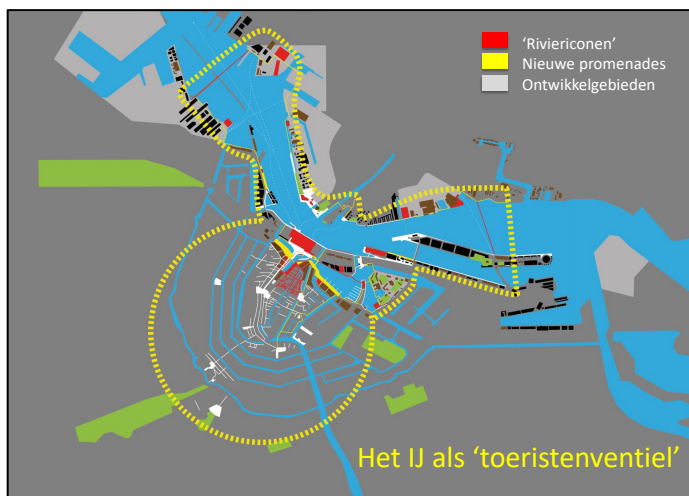 ‘Riviericonen’
Nieuwe promenades
Ontwikkelgebieden
Het IJ als ‘toeristenventiel’